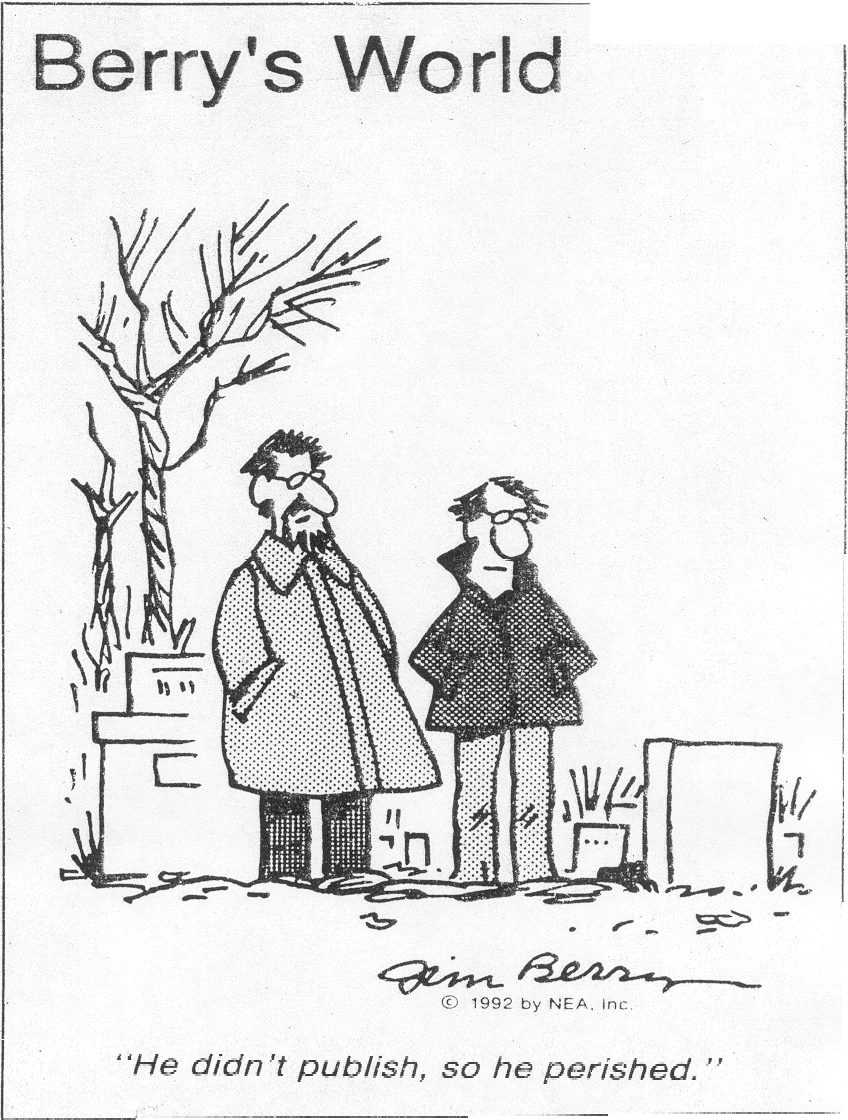 Berry's World
Jim Berry
© 1992 by NEA, Inc.
"He didn't publish, so he perished."